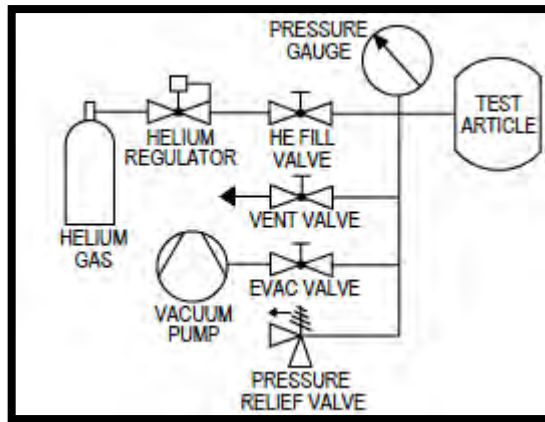 PRESSURE
GAUGE
TEST
ARTICLE
HELIUM
REGULATOR
HE FILL
VALVE
VENT VALVE
HELIUM
GAS
EVAC VALVE
VACUUM
PUMP
PRESSURE
RELIEF VALVE